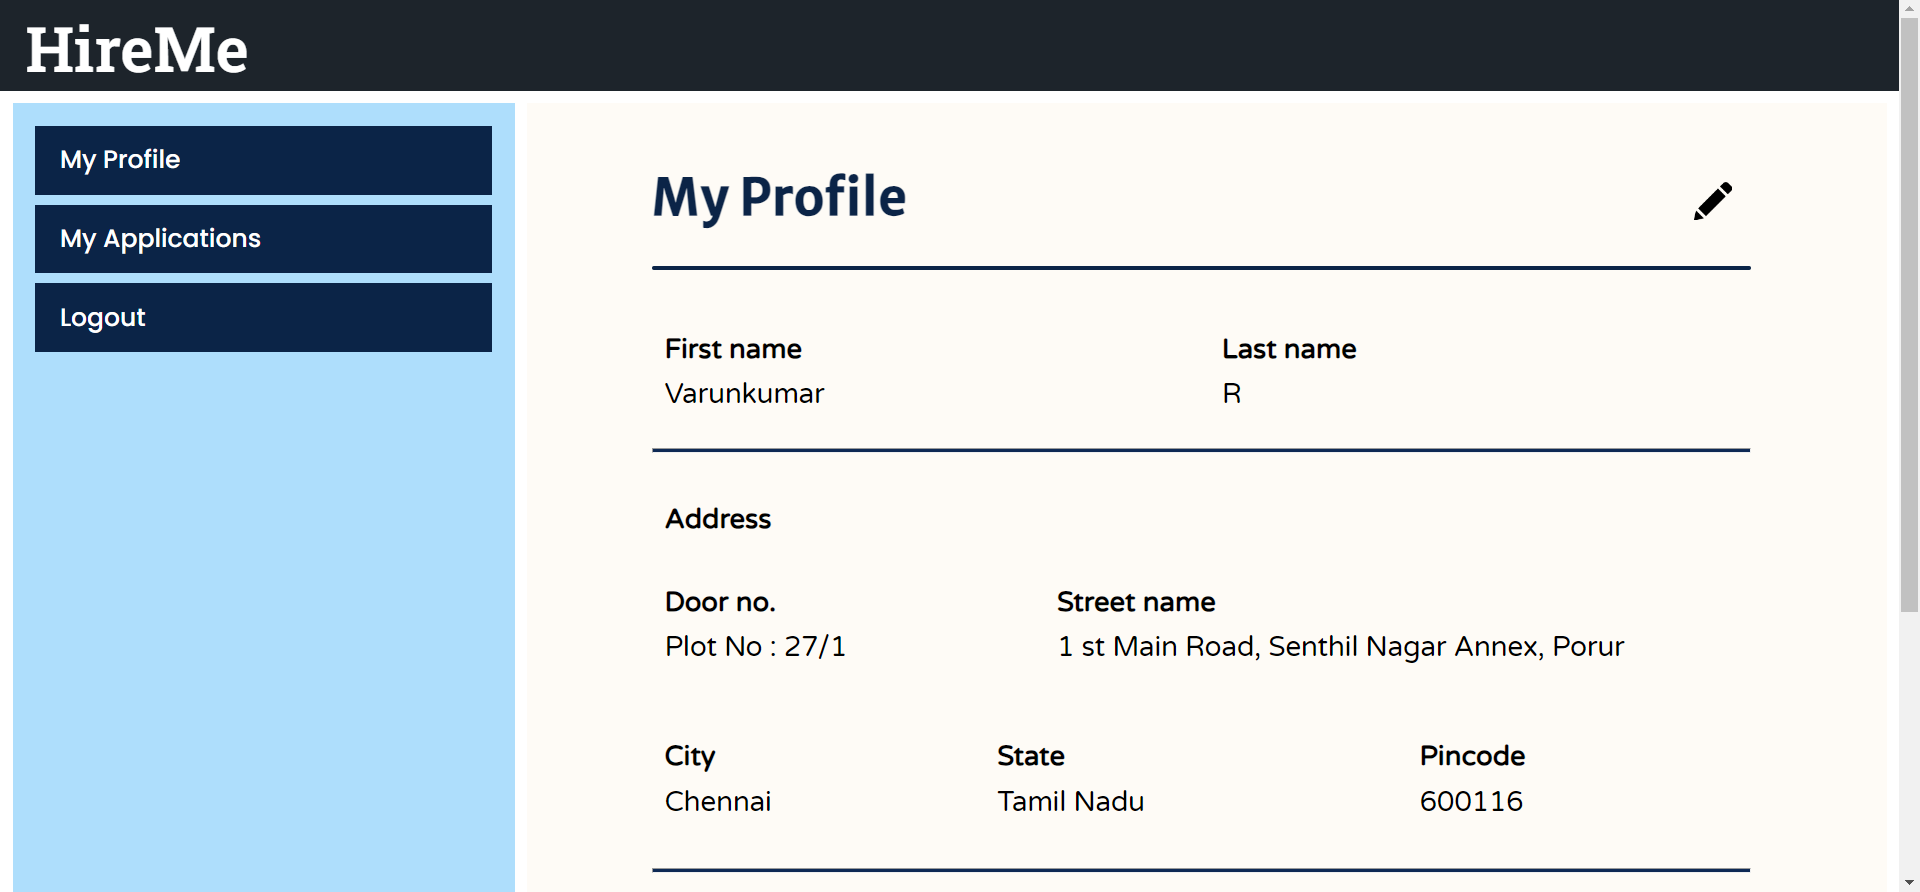 HireMe
My Profile
My Applications
Logout
My Profile
First name
Last name
Varunkumar
R
Address
Door no.
Street name
Plot No : 27/1
1 st Main Road, Senthil Nagar Annex, Porur
City
State
Pincode
Chennai
Tamil Nadu
600116